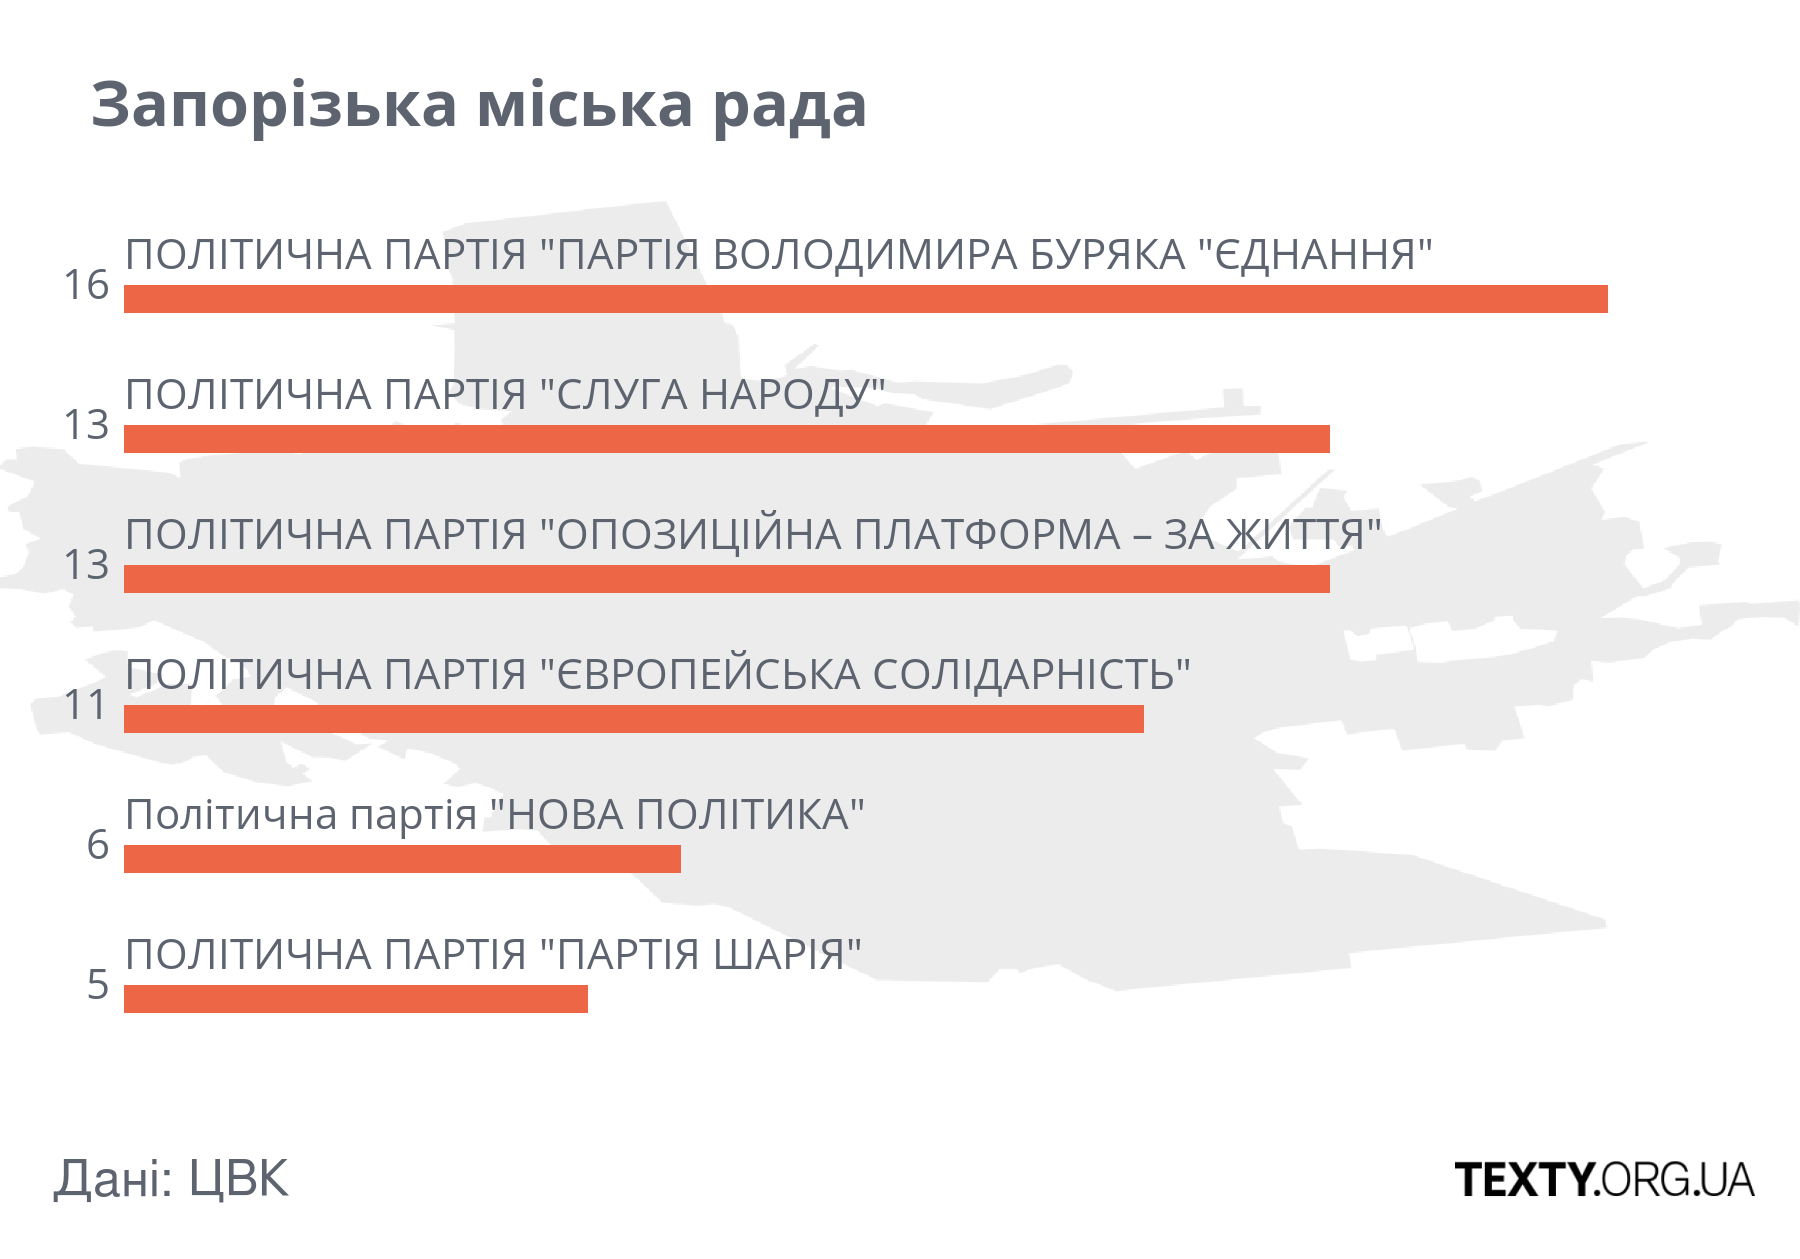 Запорізька міська рада
ПОЛІТИЧНА ПАРТІЯ "ПАРТІЯ ВОЛОДИМИРА БУРЯКА "ЄДНАННЯ"
16
ПОЛІТИЧНА ПАРТІЯ "СЛУГА НАРОДУ"
13
ПОЛІТИЧНА ПАРТІЯ "ОПОЗИЦІЙНА ПЛАТФОРМА – ЗА ЖИТТЯ"
13
ПОЛІТИЧНА ПАРТІЯ "ЄВРОПЕЙСЬКА СОЛІДАРНІСТЬ"
11
Політична партія "НОВА ПОЛІТИКА"
6
ПОЛІТИЧНА ПАРТІЯ "ПАРТІЯ ШАРІЯ"
5
Дані: ЦВК
TEXTY.ORG.UA